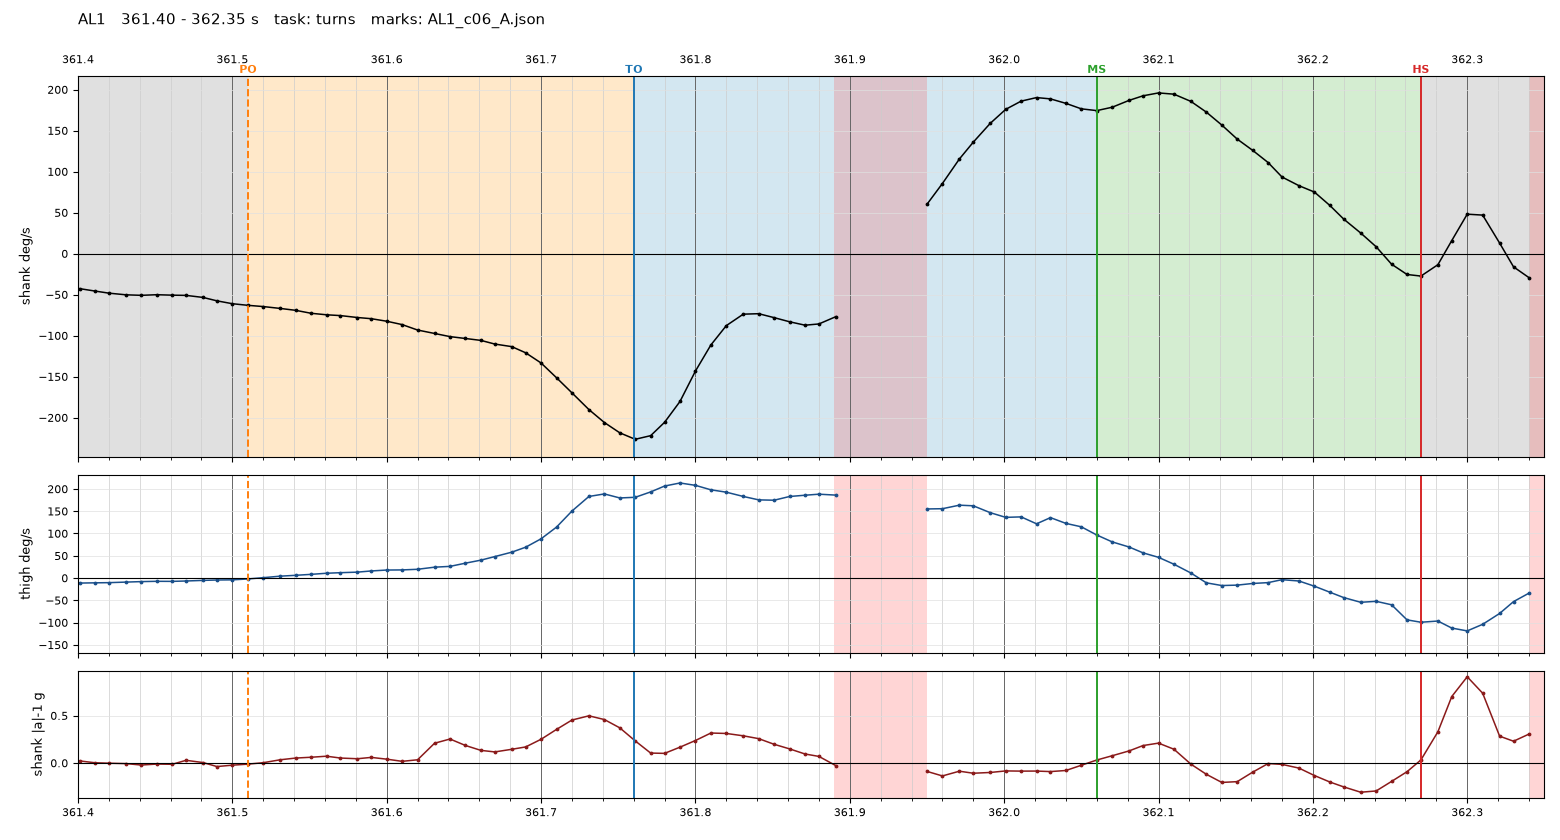 AL1   361.40 - 362.35 s   task: turns   marks: AL1_c06_A.json
361.4 361.5 361.6 361.7 361.8 361.9 362.0 362.1 362.2 362.3
PO TO MS HS
shank deg/s
200
150
100
50
0
−50
−100
−150
−200
thigh deg/s
200
150
100
50
0
−50
−100
−150
shank |a|-1 g
0.5
0.0
361.4 361.5 361.6 361.7 361.8 361.9 362.0 362.1 362.2 362.3